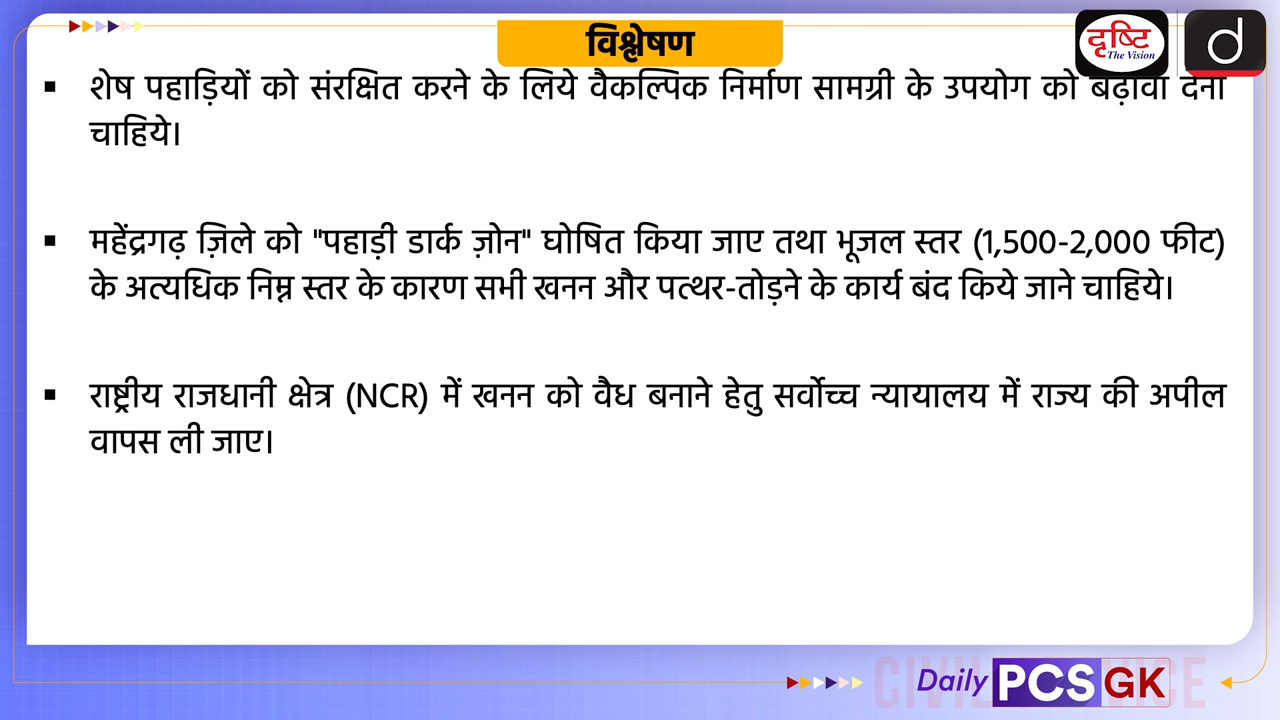 विश्लेषण
दृष्टि
The Vision
d
शेष पहाड़ियों को संरक्षित करने के लिये वैकल्पिक निर्माण सामग्री के उपयोग को बढ़ावा देना
चाहिये।
महेंद्रगढ़ ज़िले को "पहाड़ी डार्क ज़ोन" घोषित किया जाए तथा भूजल स्तर (1,500-2,000 फीट)
के अत्यधिक निम्न स्तर के कारण सभी खनन और पत्थर-तोड़ने के कार्य बंद किये जाने चाहिये।
राष्ट्रीय राजधानी क्षेत्र (NCR) में खनन को वैध बनाने हेतु सर्वोच्च न्यायालय में राज्य की अपील
वापस ली जाए।
Daily PCS GK